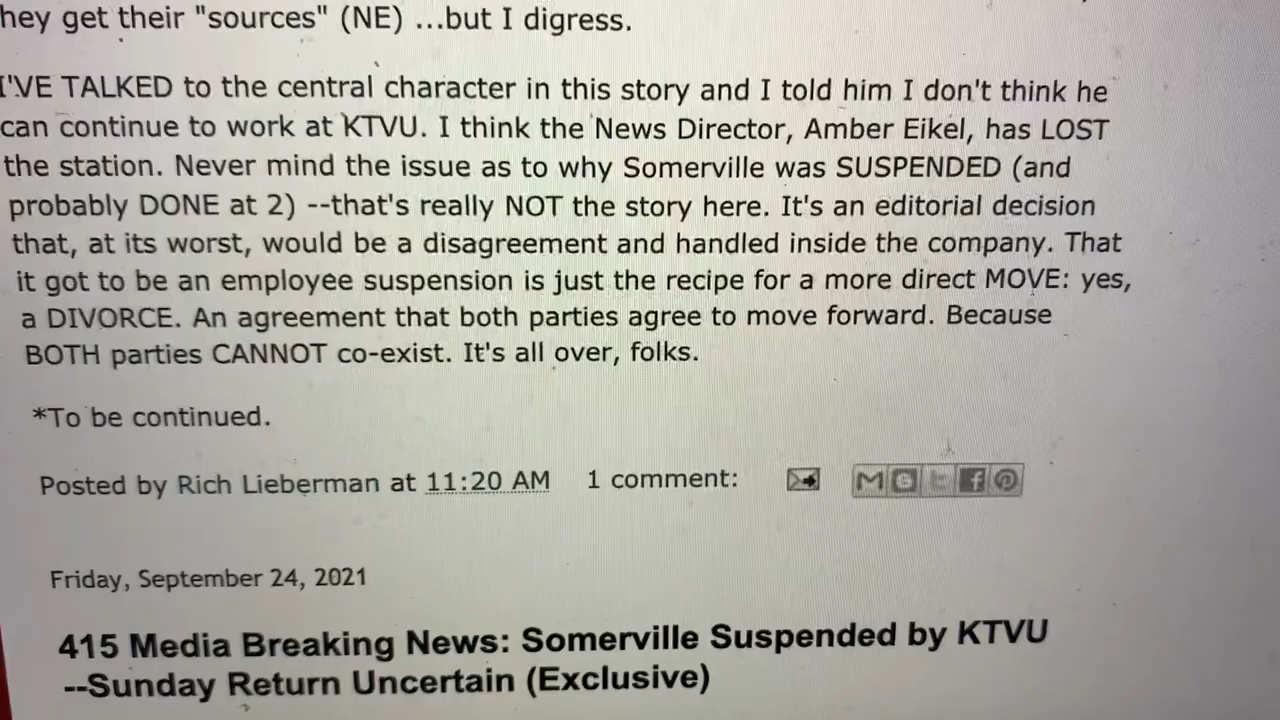 hey get their "sources" (NE) ...but I digress.
I'VE TALKED to the central character in this story and I told him I don't think he
can continue to work at KTVU. I think the News Director, Amber Eikel, has LOST
the station. Never mind the issue as to why Somerville was SUSPENDED (and
probably DONE at 2) --that's really NOT the story here. It's an editorial decision
that, at its worst, would be a disagreement and handled inside the company. That
it got to be an employee suspension is just the recipe for a more direct MOVE: yes,
a DIVORCE. An agreement that both parties agree to move forward. Because
BOTH parties CANNOT co-exist. It's all over, folks.
*To be continued.
Posted by Rich Lieberman at 11:20 AM 1 comment:
Friday, September 24, 2021
415 Media Breaking News: Somerville Suspended by KTVU
--Sunday Return Uncertain (Exclusive)